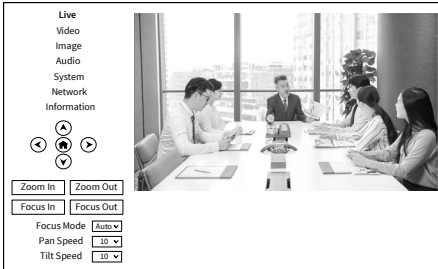 Live
Video
Image
Audio
System
Network
Information
Zoom In Zoom Out
Focus In Focus Out
Focus Mode Auto
Pan Speed 10
Tilt Speed 10